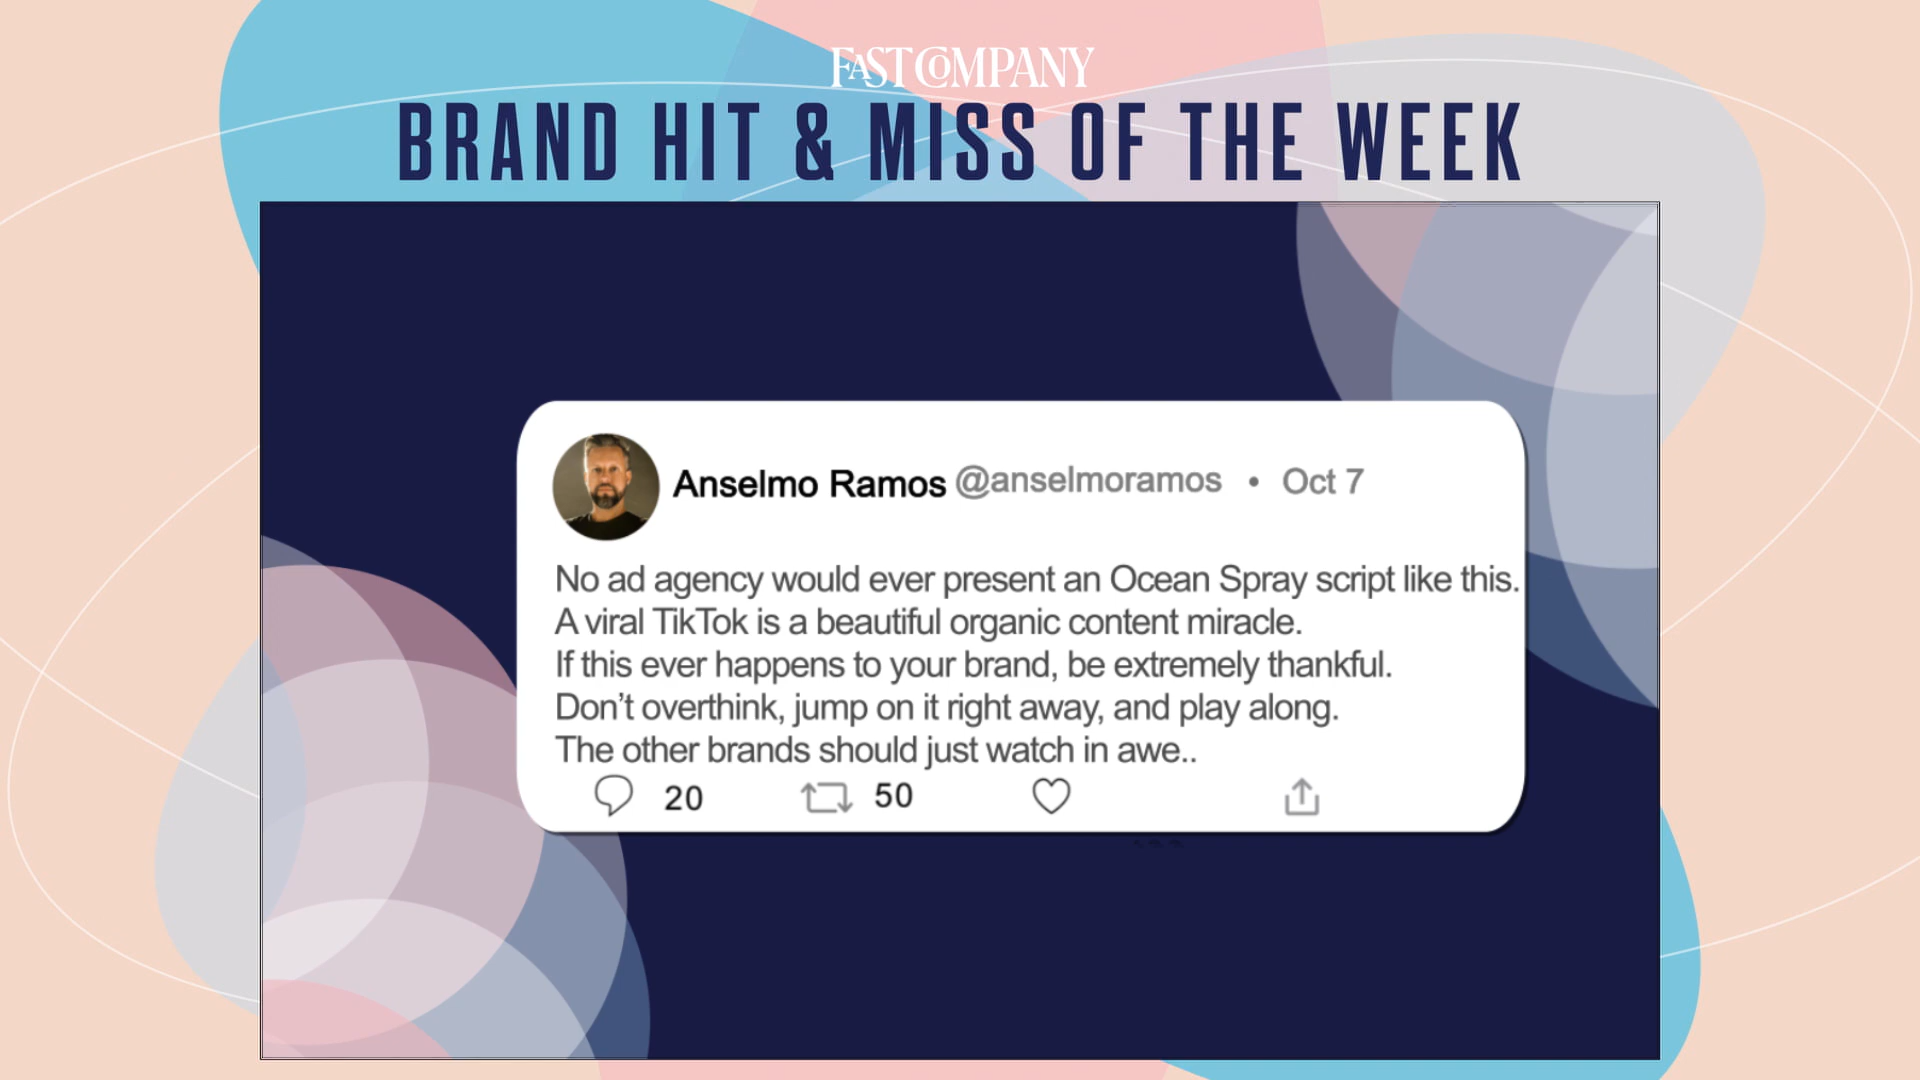 FAST COMPANY
BRAND HIT & MISS OF THE WEEK
Anselmo Ramos @anselmoramos • Oct 7
No ad agency would ever present an Ocean Spray script like this.
A viral TikTok is a beautiful organic content miracle.
If this ever happens to your brand, be extremely thankful.
Don’t overthink, jump on it right away, and play along.
The other brands should just watch in awe..
20 50